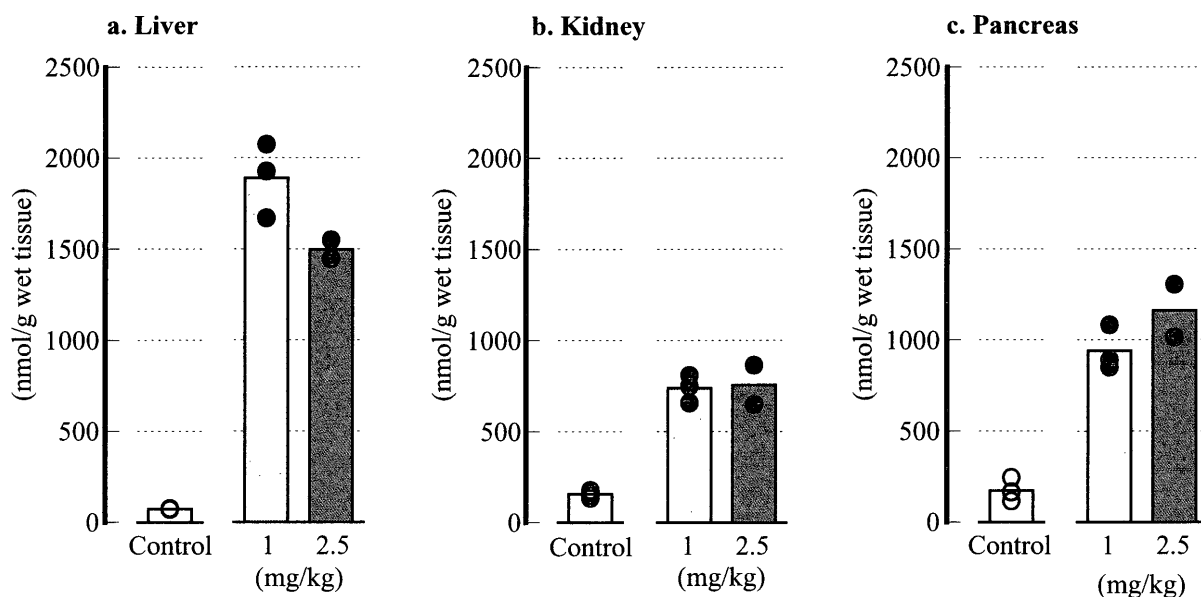 a. Liver
2500
2000
1500
1000
500
0
(nmol/g wet tissue)
Control
1
2.5
(mg/kg)
b. Kidney
2500
2000
1500
1000
500
0
(nmol/g wet tissue)
Control
1
2.5
(mg/kg)
c. Pancreas
2500
2000
1500
1000
500
0
(nmol/g wet tissue)
Control
1
2.5
(mg/kg)